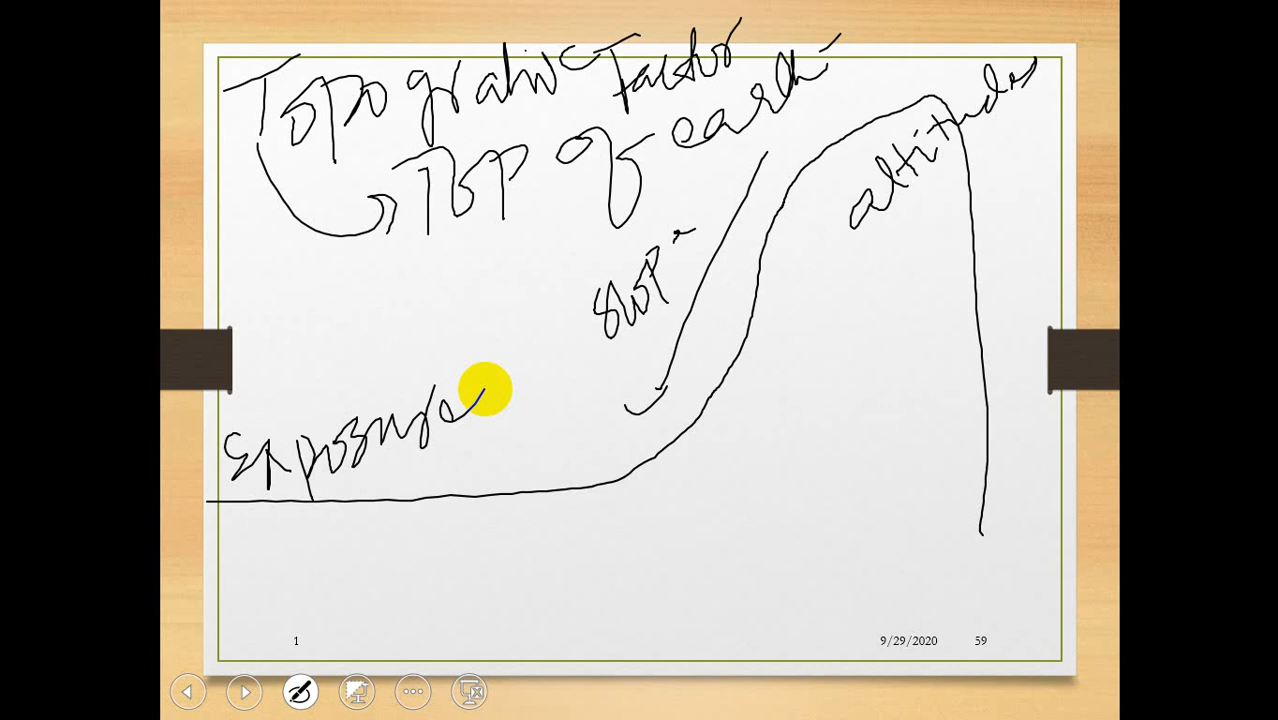 Topographic Factor
Top of earth
altitude
slope
Exposure
1
9/29/2020
59